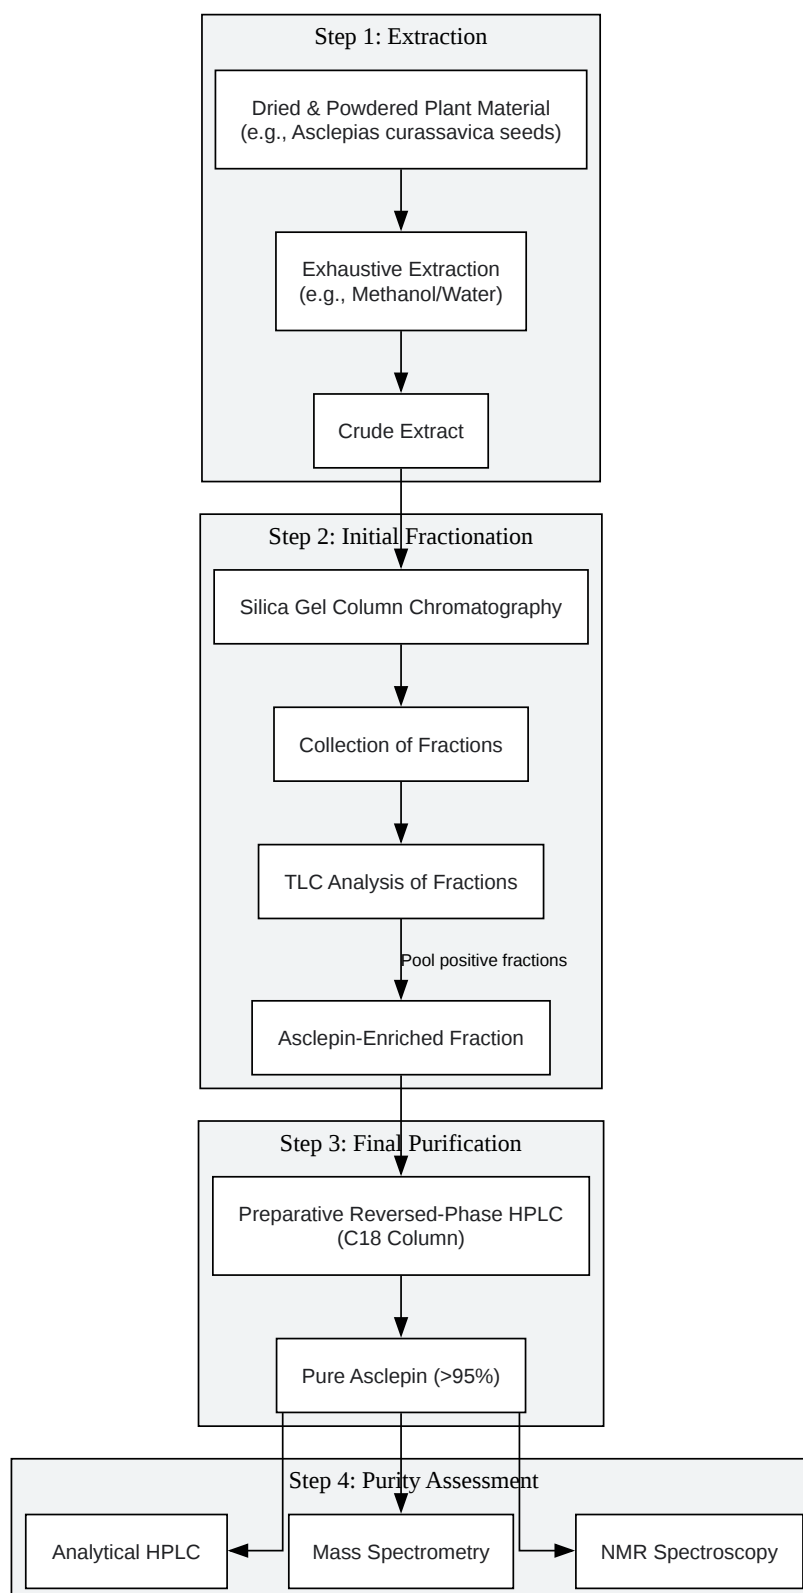 Step 1: Extraction
Dried & Powdered Plant Material
(e.g., Asclepias curassavica seeds)
Exhaustive Extraction
(e.g., Methanol/Water)
Crude Extract
Step 2: Initial Fractionation
Silica Gel Column Chromatography
Collection of Fractions
TLC Analysis of Fractions
Pool positive fractions
Asclepin-Enriched Fraction
Step 3: Final Purification
Preparative Reversed-Phase HPLC
(C18 Column)
Pure Asclepin (>95%)
Step 4: Purity Assessment
Analytical HPLC
Mass Spectrometry
NMR Spectroscopy